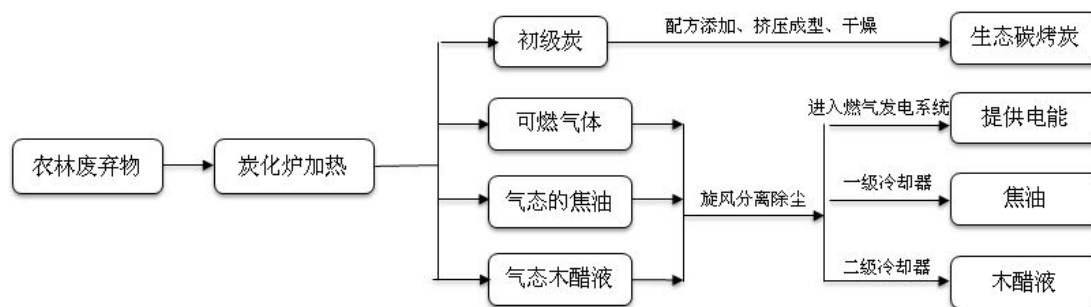 初级炭
配方添加、挤压成型、干燥
生态碳烤炭
可燃气体
进入燃气发电系统
提供电能
农林废弃物
炭化炉加热
气态的焦油
旋风分离除尘
一级冷却器
焦油
气态木醋液
二级冷却器
木醋液